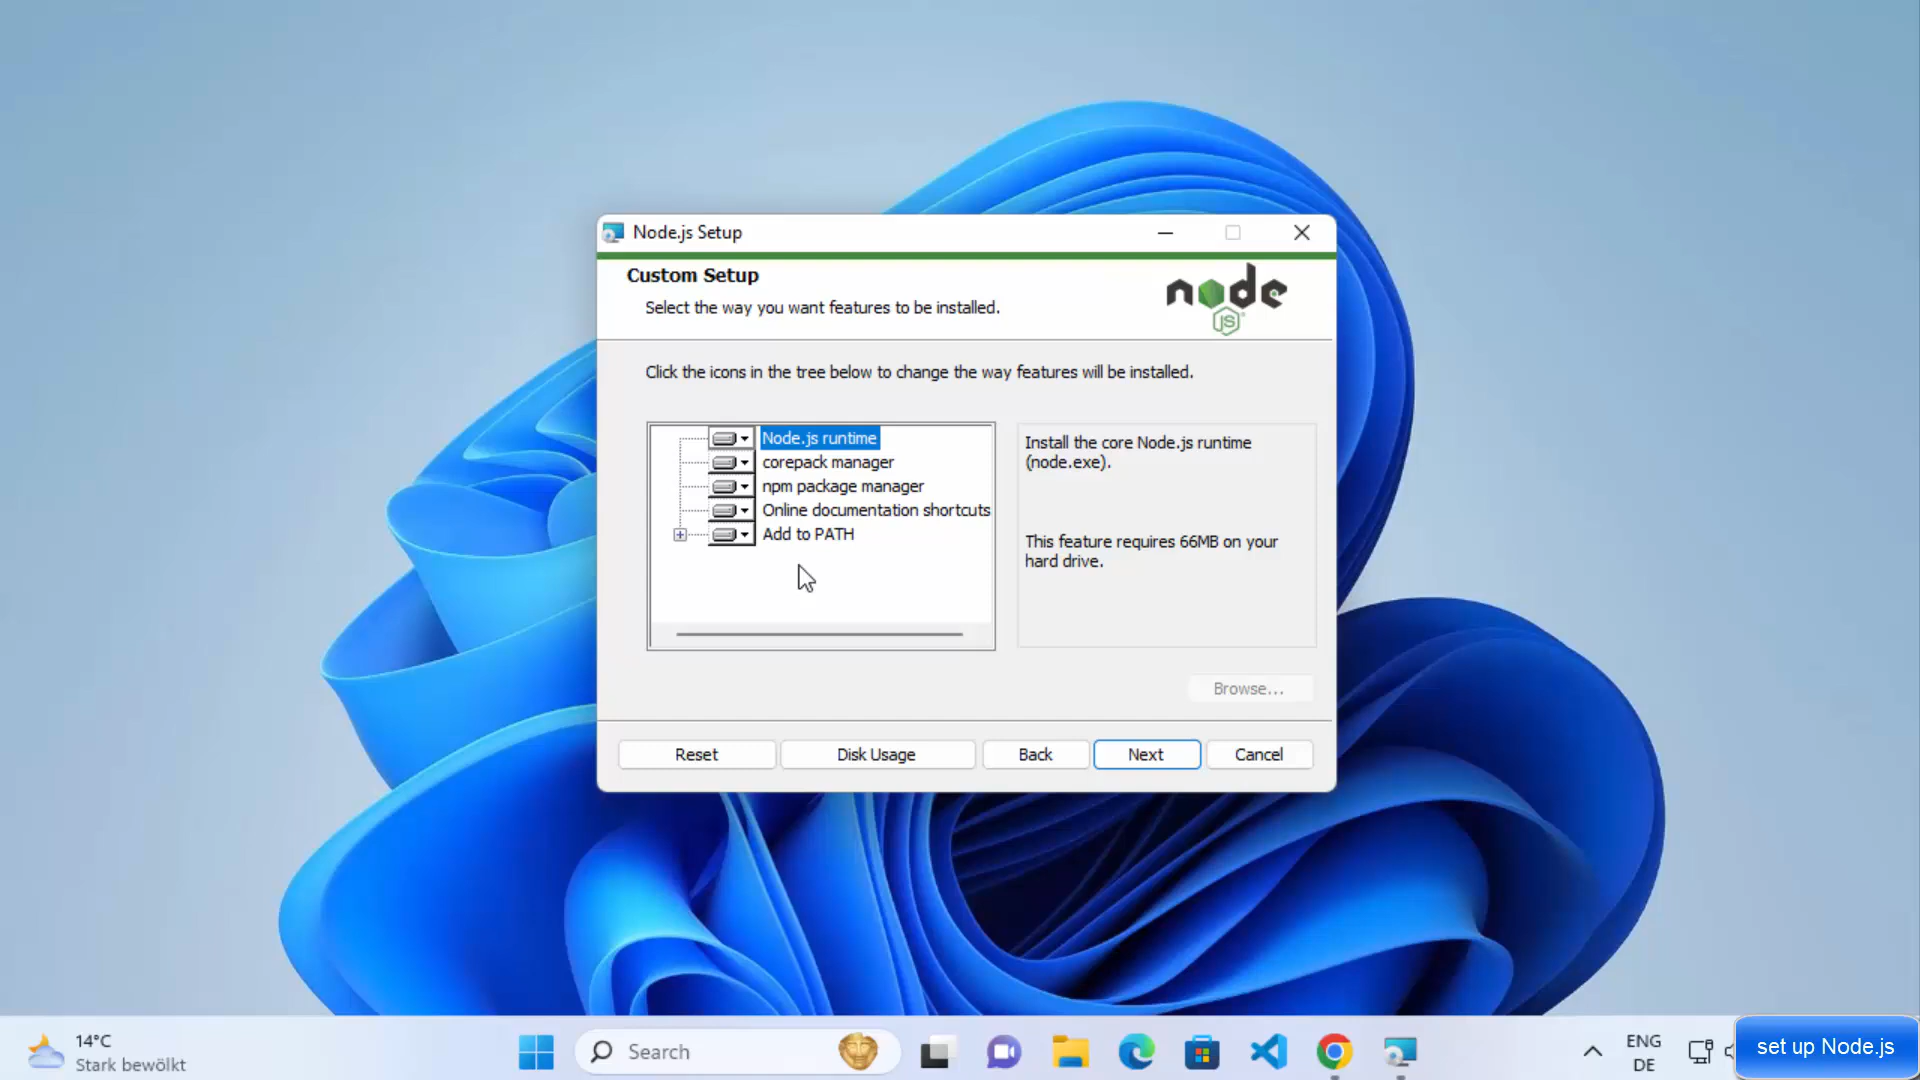 Node.js Setup
Custom Setup
Select the way you want features to be installed.
node
JS
Click the icons in the tree below to change the way features will be installed.
Node.js runtime
corepack manager
npm package manager
Online documentation shortcuts
Add to PATH
Install the core Node.js runtime
(node.exe).
This feature requires 66MB on your
hard drive.
Browse...
Reset
Disk Usage
Back
Next
Cancel
14°C
Stark bewölkt
Search
ENG
DE
set up Node.js